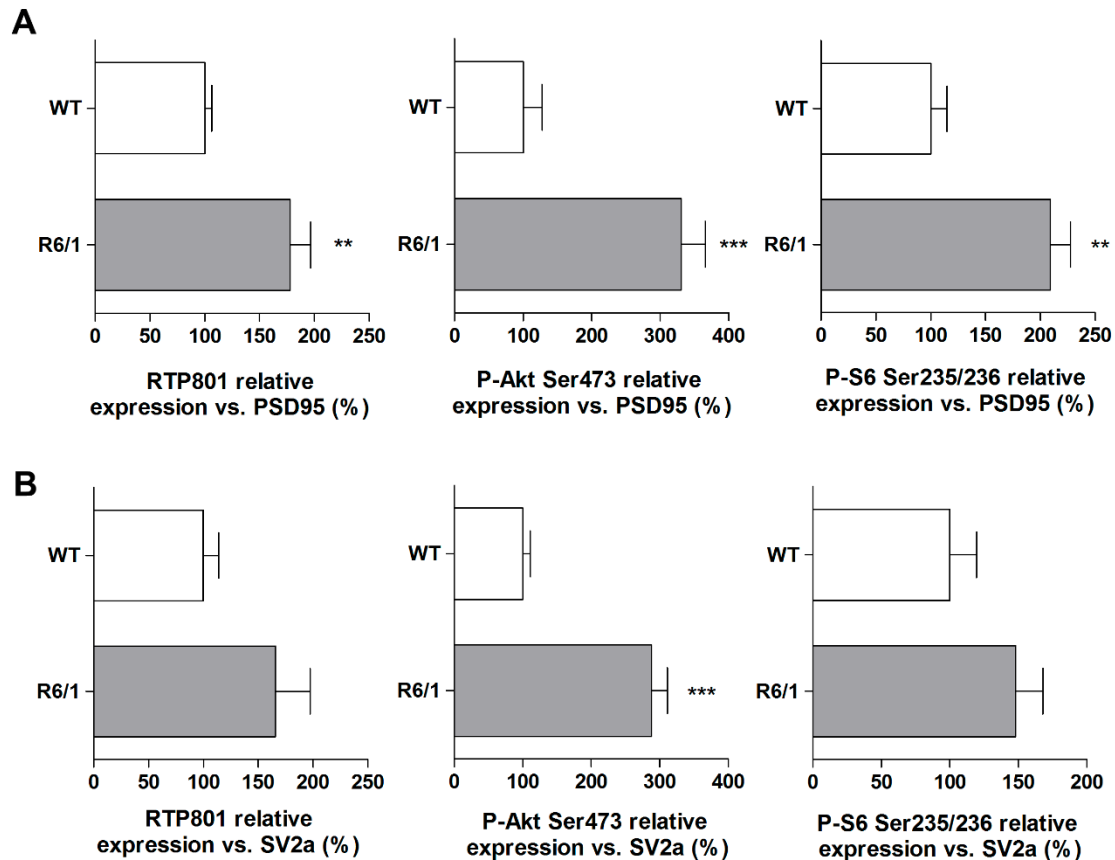 A
WT
R6/1
**
0 50 100 150 200 250
RTP801 relative
expression vs. PSD95 (%)
WT
R6/1
***
0 100 200 300 400
P-Akt Ser473 relative
expression vs. PSD95 (%)
WT
R6/1
**
0 50 100 150 200 250
P-S6 Ser235/236 relative
expression vs. PSD95 (%)
B
WT
R6/1
0 50 100 150 200 250
RTP801 relative
expression vs. SV2a (%)
WT
R6/1
***
0 100 200 300 400
P-Akt Ser473 relative
expression vs. SV2a (%)
WT
R6/1
0 50 100 150 200
P-S6 Ser235/236 relative
expression vs. SV2a (%)